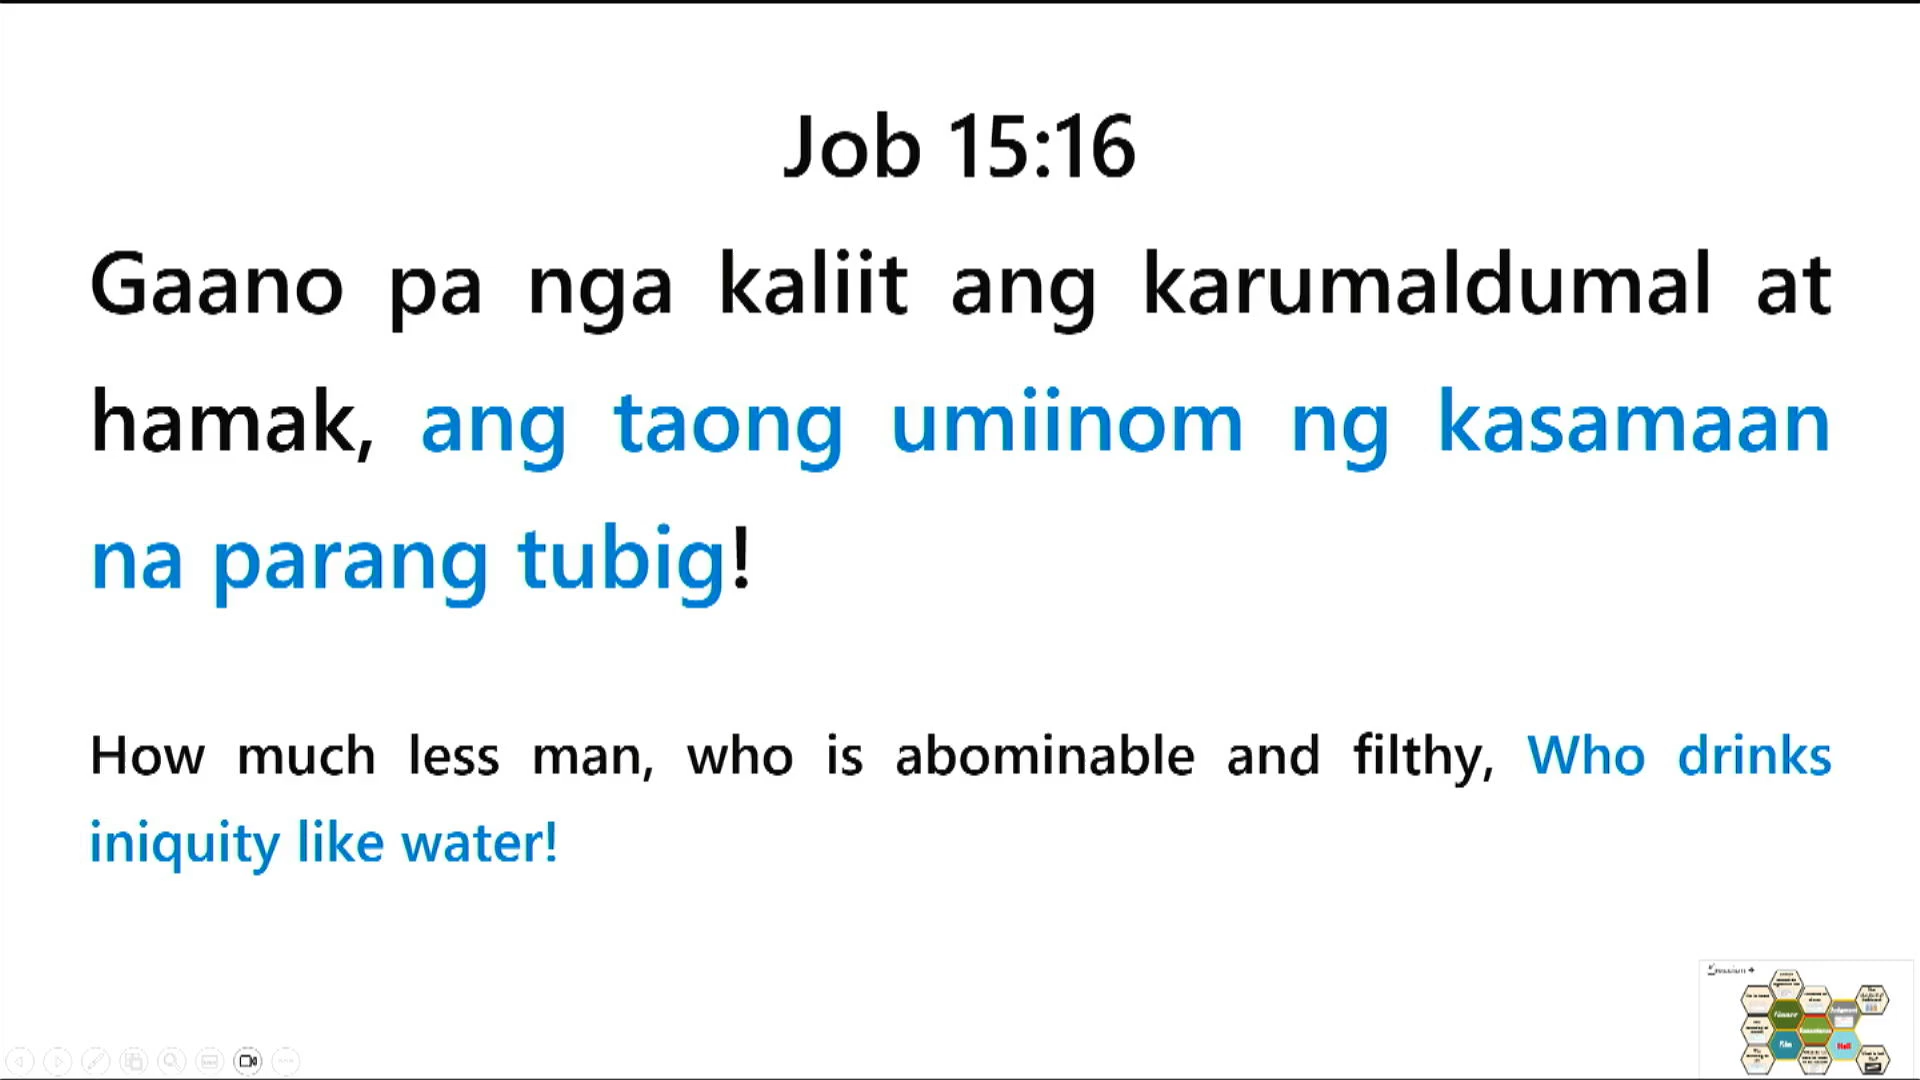 Job 15:16
Gaano pa nga kaliit ang karumaldumal at
hamak, ang taong umiinom ng kasamaan
na parang tubig!
How much less man, who is abominable and filthy, Who drinks
iniquity like water!
Hell